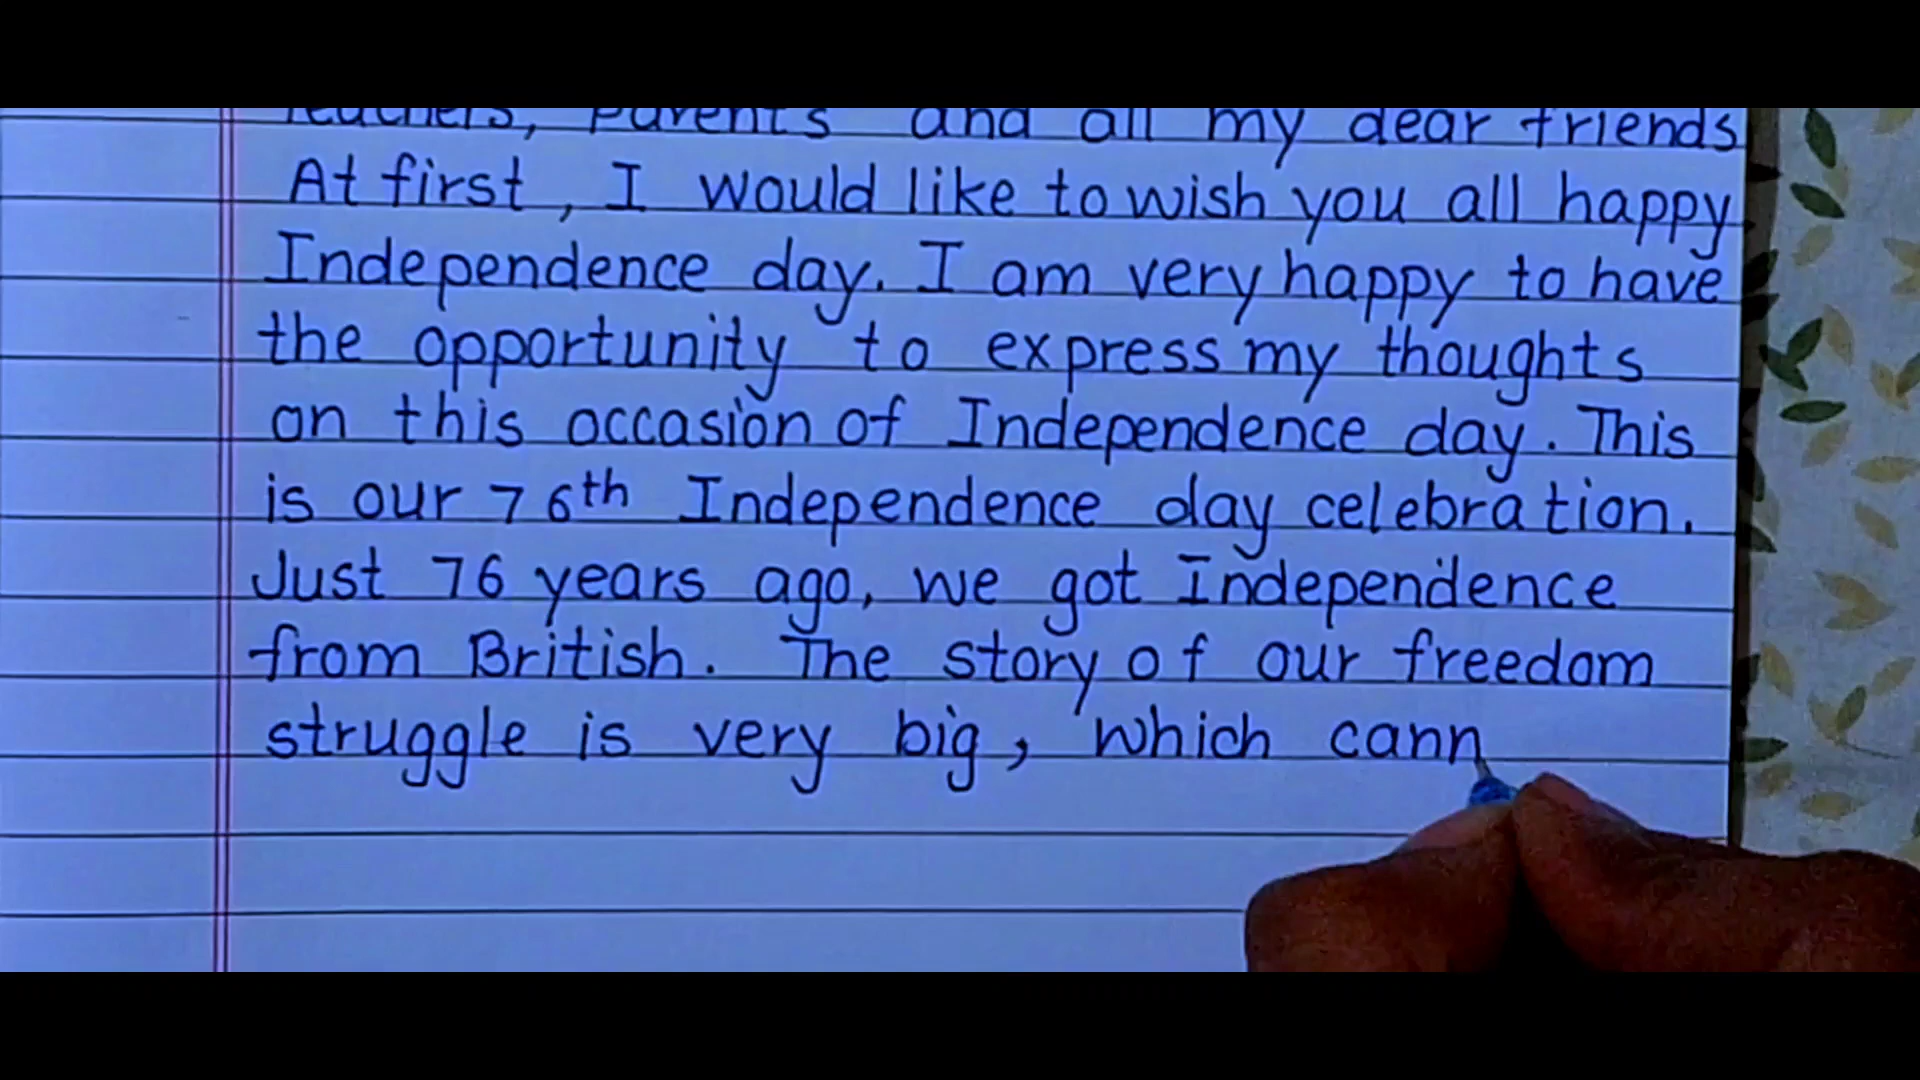 Teachers, Parents and all my dear friends
At first, I would like to wish you all happy
Independence day. I am very happy to have
the opportunity to express my thoughts
on this occasion of Independence day. This
is our 76th Independence day celebration.
Just 76 years ago, we got Independence
from British. The story of our freedom
struggle is very big, which cann